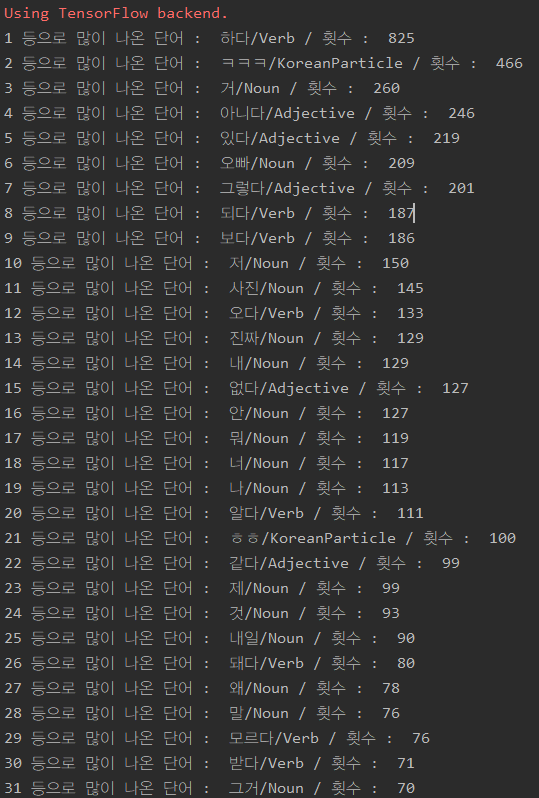 Using TensorFlow backend.
1 등으로 많이 나온 단어 :  하다/Verb / 횟수 :  825
2 등으로 많이 나온 단어 :  ㅋㅋㅋ/KoreanParticle / 횟수 :  466
3 등으로 많이 나온 단어 :  거/Noun / 횟수 :  260
4 등으로 많이 나온 단어 :  아니다/Adjective / 횟수 :  246
5 등으로 많이 나온 단어 :  있다/Adjective / 횟수 :  219
6 등으로 많이 나온 단어 :  오빠/Noun / 횟수 :  209
7 등으로 많이 나온 단어 :  그렇다/Adjective / 횟수 :  201
8 등으로 많이 나온 단어 :  되다/Verb / 횟수 :  187
9 등으로 많이 나온 단어 :  보다/Verb / 횟수 :  186
10 등으로 많이 나온 단어 :  저/Noun / 횟수 :  150
11 등으로 많이 나온 단어 :  사진/Noun / 횟수 :  145
12 등으로 많이 나온 단어 :  오다/Verb / 횟수 :  133
13 등으로 많이 나온 단어 :  진짜/Noun / 횟수 :  129
14 등으로 많이 나온 단어 :  내/Noun / 횟수 :  129
15 등으로 많이 나온 단어 :  없다/Adjective / 횟수 :  127
16 등으로 많이 나온 단어 :  안/Noun / 횟수 :  127
17 등으로 많이 나온 단어 :  뭐/Noun / 횟수 :  119
18 등으로 많이 나온 단어 :  너/Noun / 횟수 :  117
19 등으로 많이 나온 단어 :  나/Noun / 횟수 :  113
20 등으로 많이 나온 단어 :  알다/Verb / 횟수 :  111
21 등으로 많이 나온 단어 :  ㅎㅎ/KoreanParticle / 횟수 :  100
22 등으로 많이 나온 단어 :  같다/Adjective / 횟수 :  99
23 등으로 많이 나온 단어 :  제/Noun / 횟수 :  99
24 등으로 많이 나온 단어 :  것/Noun / 횟수 :  93
25 등으로 많이 나온 단어 :  내일/Noun / 횟수 :  90
26 등으로 많이 나온 단어 :  돼다/Verb / 횟수 :  80
27 등으로 많이 나온 단어 :  왜/Noun / 횟수 :  78
28 등으로 많이 나온 단어 :  말/Noun / 횟수 :  76
29 등으로 많이 나온 단어 :  모르다/Verb / 횟수 :  76
30 등으로 많이 나온 단어 :  받다/Verb / 횟수 :  71
31 등으로 많이 나온 단어 :  그거/Noun / 횟수 :  70